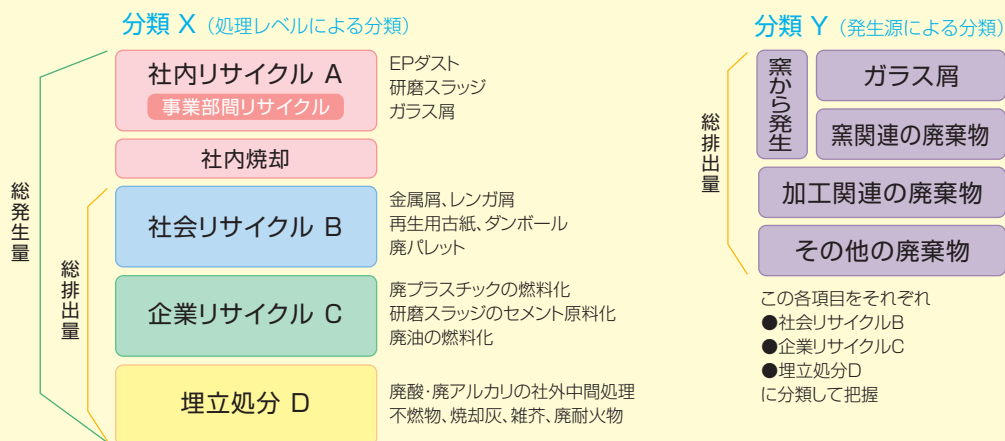 分類 X（処理レベルによる分類）
総発生量
総排出量
社内リサイクル A
事業部間リサイクル
EPダスト
研磨スラッジ
ガラス屑
社内焼却
社会リサイクル B
金属屑、レンガ屑
再生用古紙、ダンボール
廃パレット
企業リサイクル C
廃プラスチックの燃料化
研磨スラッジのセメント原料化
廃油の燃料化
埋立処分 D
廃酸・廃アルカリの社外中間処理
不燃物、焼却灰、雑芥、廃耐火物
分類 Y（発生源による分類）
総排出量
窯から発生
ガラス屑
窯関連の廃棄物
加工関連の廃棄物
その他の廃棄物
この各項目をそれぞれ
●社会リサイクルB
●企業リサイクルC
●埋立処分D
に分類して把握